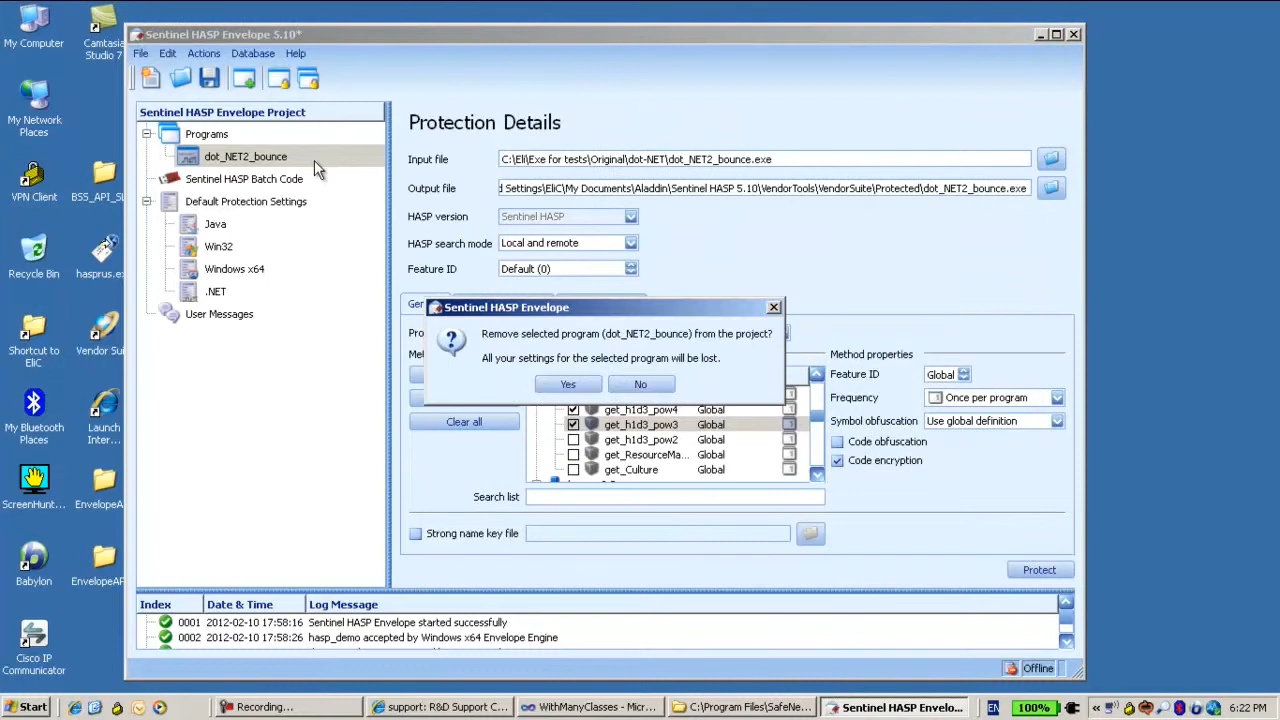 My Computer
Camtasia Studio 7
My Network Places
VPN Client
BSS_API_SL
Recycle Bin
hasprus.ex
Shortcut to EliC
Vendor Sui
My Bluetooth Places
Launch Inter...
ScreenHunt...
EnvelopeA
Babylon
EnvelopeAF
Cisco IP Communicator
Sentinel HASP Envelope 5.10*
File Edit Actions Database Help
Sentinel HASP Envelope Project
Programs
dot_NET2_bounce
Sentinel HASP Batch Code
Default Protection Settings
Java
Win32
Windows x64
.NET
User Messages
Protection Details
Input file C:\Eli\Exe for tests\Original\dot-NET\dot_NET2_bounce.exe
Output file d Settings\EliC\My Documents\Aladdin\Sentinel HASP 5.10\VendorTools\VendorSuite\Protected\dot_NET2_bounce.exe
HASP version Sentinel HASP
HASP search mode Local and remote
Feature ID Default (0)
Ger
Sentinel HASP Envelope
Remove selected program (dot_NET2_bounce) from the project?
All your settings for the selected program will be lost.
Yes No
Pro
Me
Clear all
get_h1d3_pow4 Global
get_h1d3_pow3 Global
get_h1d3_pow2 Global
get_ResourceMa... Global
get_Culture Global
Search list
Method properties
Feature ID Global
Frequency Once per program
Symbol obfuscation Use global definition
Code obfuscation
Code encryption
Strong name key file
Protect
Index Date & Time Log Message
0001 2012-02-10 17:58:16 Sentinel HASP Envelope started successfully
0002 2012-02-10 17:58:26 hasp_demo accepted by Windows x64 Envelope Engine
Offline
Start Recording... support: R&D Support C... WithManyClasses - Micr... C:\Program Files\SafeNe... Sentinel HASP Envelo... EN 100% « 6:22 PM